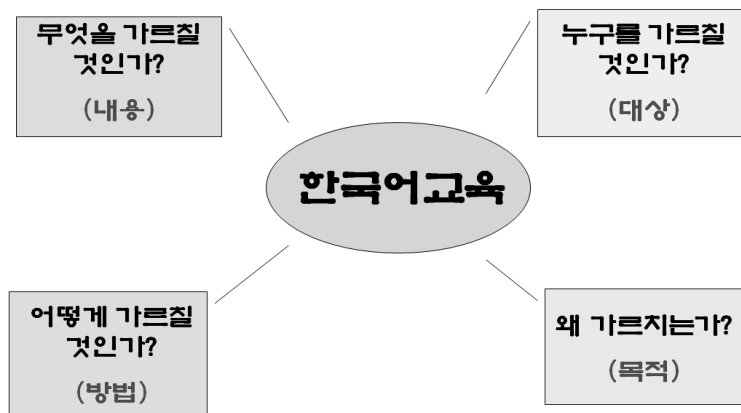 무엇을 가르칠
것인가?
(내용)
누구를 가르칠
것인가?
(대상)
한국어교육
어떻게 가르칠
것인가?
(방법)
왜 가르치는가?
(목적)